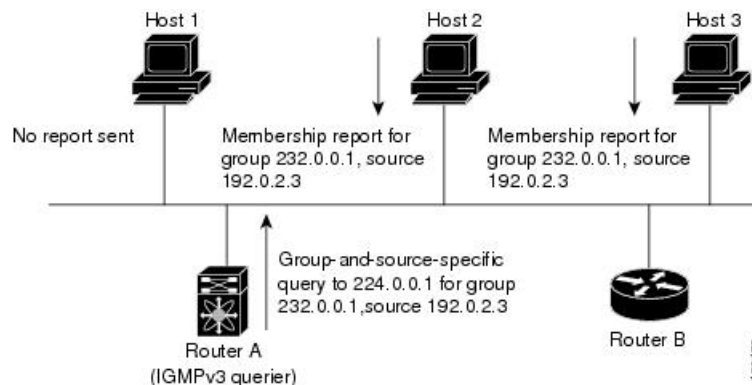 Host 1
Host 2
Host 3
No report sent
Membership report for
group 232.0.0.1, source
192.0.2.3
Membership report for
group 232.0.0.1, source
192.0.2.3
Group-and-source-specific
query to 224.0.0.1 for group
232.0.0.1,source 192.0.2.3
Router A
(IGMPv3 querier)
Router B